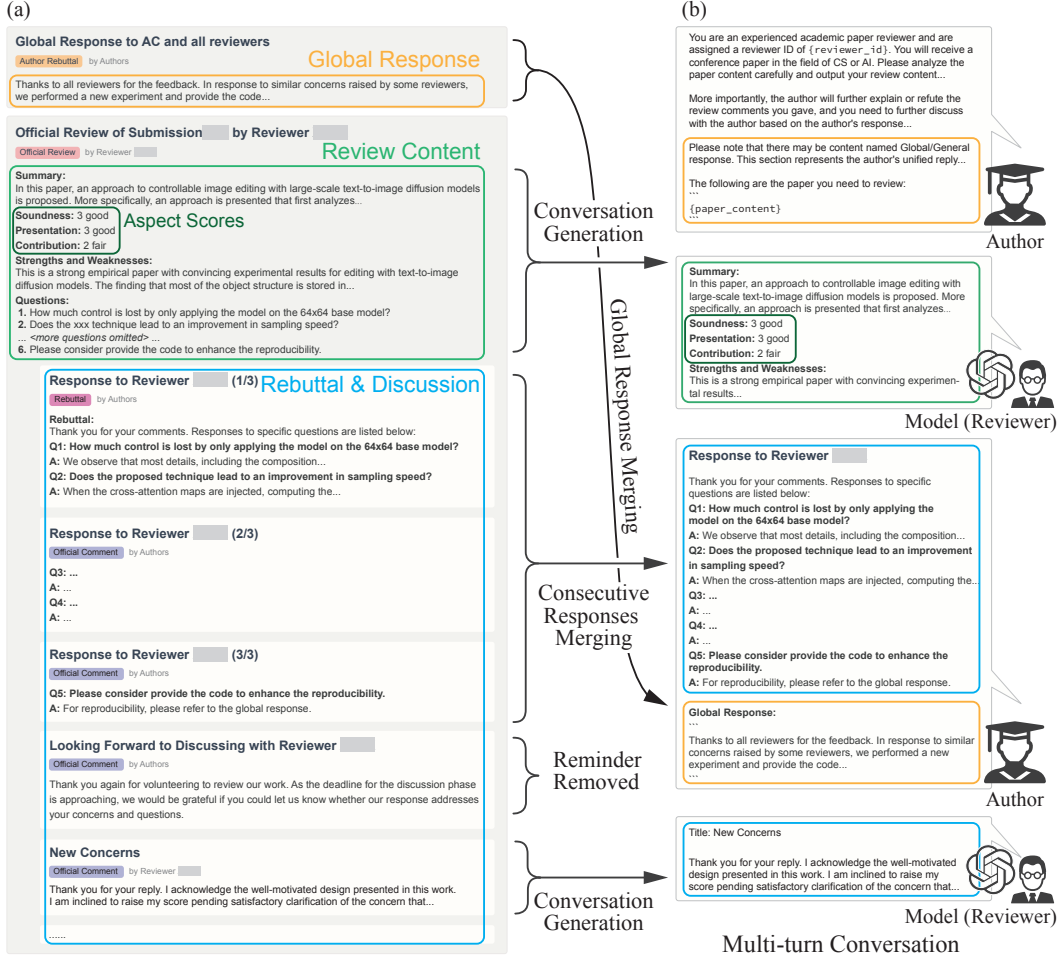 (a)
Global Response to AC and all reviewers
Author Rebuttal by Authors
Global Response
Thanks to all reviewers for the feedback. In response to similar concerns raised by some reviewers,
we performed a new experiment and provide the code...
Official Review of Submission by Reviewer
Official Review by Reviewer
Review Content
Summary:
In this paper, an approach to controllable image editing with large-scale text-to-image diffusion models
is proposed. More specifically, an approach is presented that first analyzes...
Soundness: 3 good
Presentation: 3 good
Contribution: 2 fair
Aspect Scores
Strengths and Weaknesses:
This is a strong empirical paper with convincing experimental results for editing with text-to-image
diffusion models. The finding that most of the object structure is stored in...
Questions:
1. How much control is lost by only applying the model on the 64x64 base model?
2. Does the xxx technique lead to an improvement in sampling speed?
... <more questions omitted> ...
6. Please consider provide the code to enhance the reproducibility.
Response to Reviewer (1/3)
Rebuttal & Discussion
Rebuttal by Authors
Rebuttal:
Thank you for your comments. Responses to specific questions are listed below:
Q1: How much control is lost by only applying the model on the 64x64 base model?
A: We observe that most details, including the composition...
Q2: Does the proposed technique lead to an improvement in sampling speed?
A: When the cross-attention maps are injected, computing the...
Response to Reviewer (2/3)
Official Comment by Authors
Q3: ...
A: ...
Q4: ...
A: ...
Response to Reviewer (3/3)
Official Comment by Authors
Q5: Please consider provide the code to enhance the reproducibility.
A: For reproducibility, please refer to the global response.
Looking Forward to Discussing with Reviewer
Official Comment by Authors
Thank you again for volunteering to review our work. As the deadline for the discussion phase
is approaching, we would be grateful if you could let us know whether our response addresses
your concerns and questions.
New Concerns
Official Comment by Reviewer
Thank you for your reply. I acknowledge the well-motivated design presented in this work.
I am inclined to raise my score pending satisfactory clarification of the concern that...
......
Conversation
Generation
Global Response Merging
Consecutive
Responses
Merging
Reminder
Removed
Conversation
Generation
(b)
You are an experienced academic paper reviewer and are
assigned a reviewer ID of {reviewer_id}. You will receive a
conference paper in the field of CS or AI. Please analyze the
paper content carefully and output your review content...
More importantly, the author will further explain or refute the
review comments you gave, and you need to further discuss
with the author based on the author's response...
Please note that there may be content named Global/General
response. This section represents the author's unified reply...
The following are the paper you need to review:
```
{paper_content}
```
Author
Summary:
In this paper, an approach to controllable image editing with
large-scale text-to-image diffusion models is proposed. More
specifically, an approach is presented that first analyzes...
Soundness: 3 good
Presentation: 3 good
Contribution: 2 fair
Strengths and Weaknesses:
This is a strong empirical paper with convincing experimen-
tal results...
Model (Reviewer)
Response to Reviewer
Thank you for your comments. Responses to specific
questions are listed below:
Q1: How much control is lost by only applying the
model on the 64x64 base model?
A: We observe that most details, including the composition...
Q2: Does the proposed technique lead to an improvement
in sampling speed?
A: When the cross-attention maps are injected, computing the...
Q3: ...
A: ...
Q4: ...
A: ...
Q5: Please consider provide the code to enhance the
reproducibility.
A: For reproducibility, please refer to the global response.
Global Response:
```
Thanks to all reviewers for the feedback. In response to similar
concerns raised by some reviewers, we performed a new
experiment and provide the code...
```
Author
Title: New Concerns
Thank you for your reply. I acknowledge the well-motivated
design presented in this work. I am inclined to raise my
score pending satisfactory clarification of the concern that...
Model (Reviewer)
Multi-turn Conversation